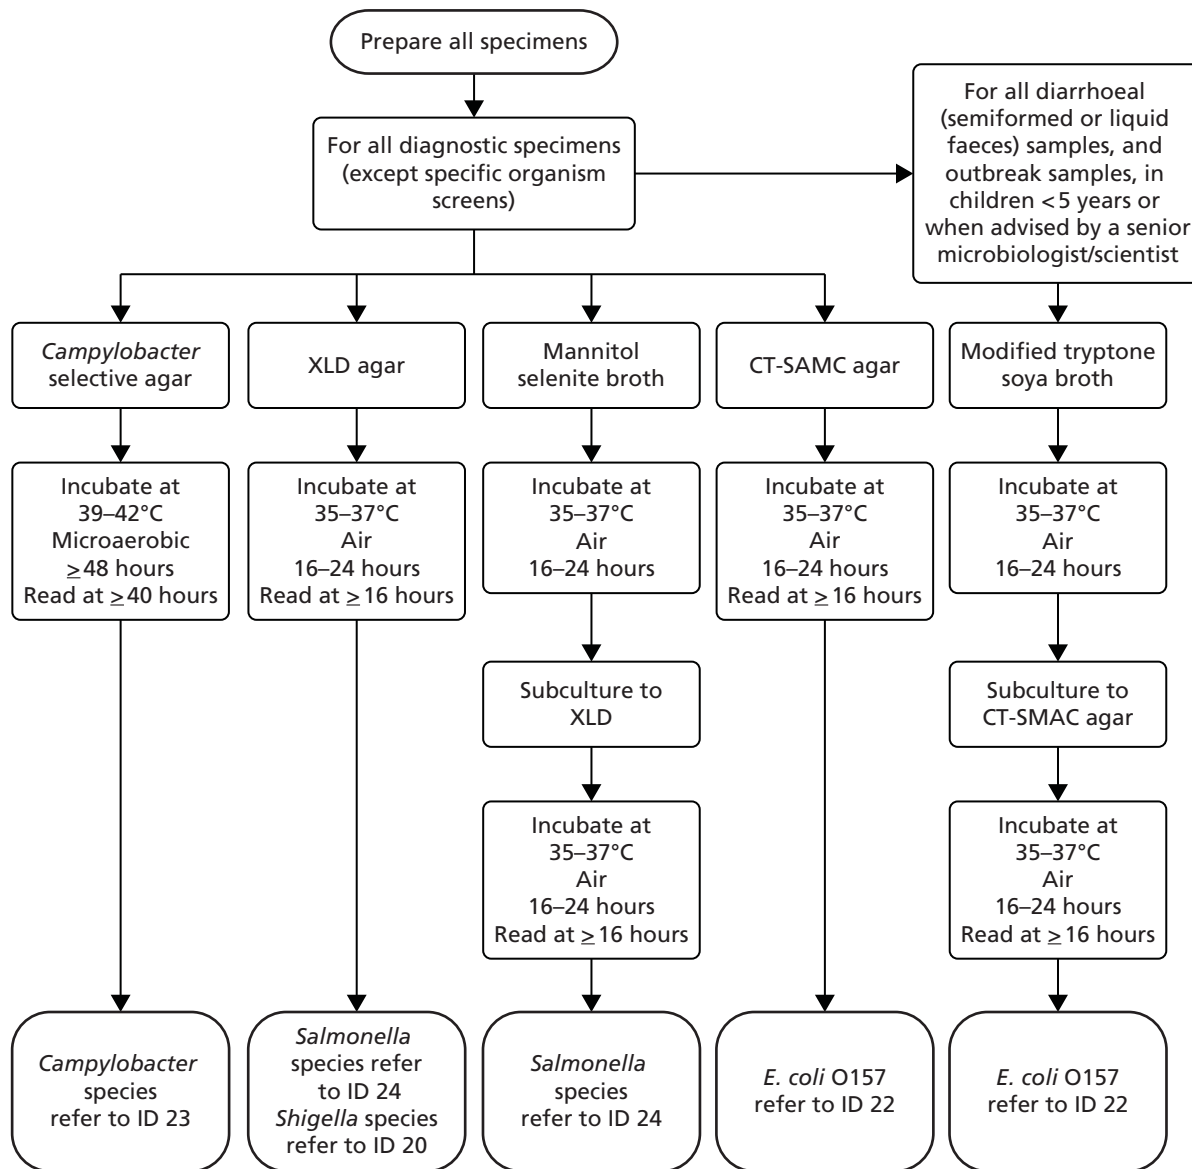 Prepare all specimens
For all diagnostic specimens
(except specific organism
screens)
For all diarrhoeal
(semiformed or liquid
faeces) samples, and
outbreak samples, in
children <5 years or
when advised by a senior
microbiologist/scientist
Campylobacter
selective agar
XLD agar
Mannitol
selenite broth
CT-SAMC agar
Modified tryptone
soya broth
Incubate at
39–42°C
Microaerobic
≥48 hours
Read at ≥40 hours
Incubate at
35–37°C
Air
16–24 hours
Read at ≥16 hours
Incubate at
35–37°C
Air
16–24 hours
Incubate at
35–37°C
Air
16–24 hours
Read at ≥16 hours
Incubate at
35–37°C
Air
16–24 hours
Subculture to
XLD
Subculture to
CT-SMAC agar
Incubate at
35–37°C
Air
16–24 hours
Read at ≥16 hours
Incubate at
35–37°C
Air
16–24 hours
Read at ≥16 hours
Campylobacter
species
refer to ID 23
Salmonella
species refer
to ID 24
Shigella species
refer to ID 20
Salmonella
species
refer to ID 24
E. coli O157
refer to ID 22
E. coli O157
refer to ID 22